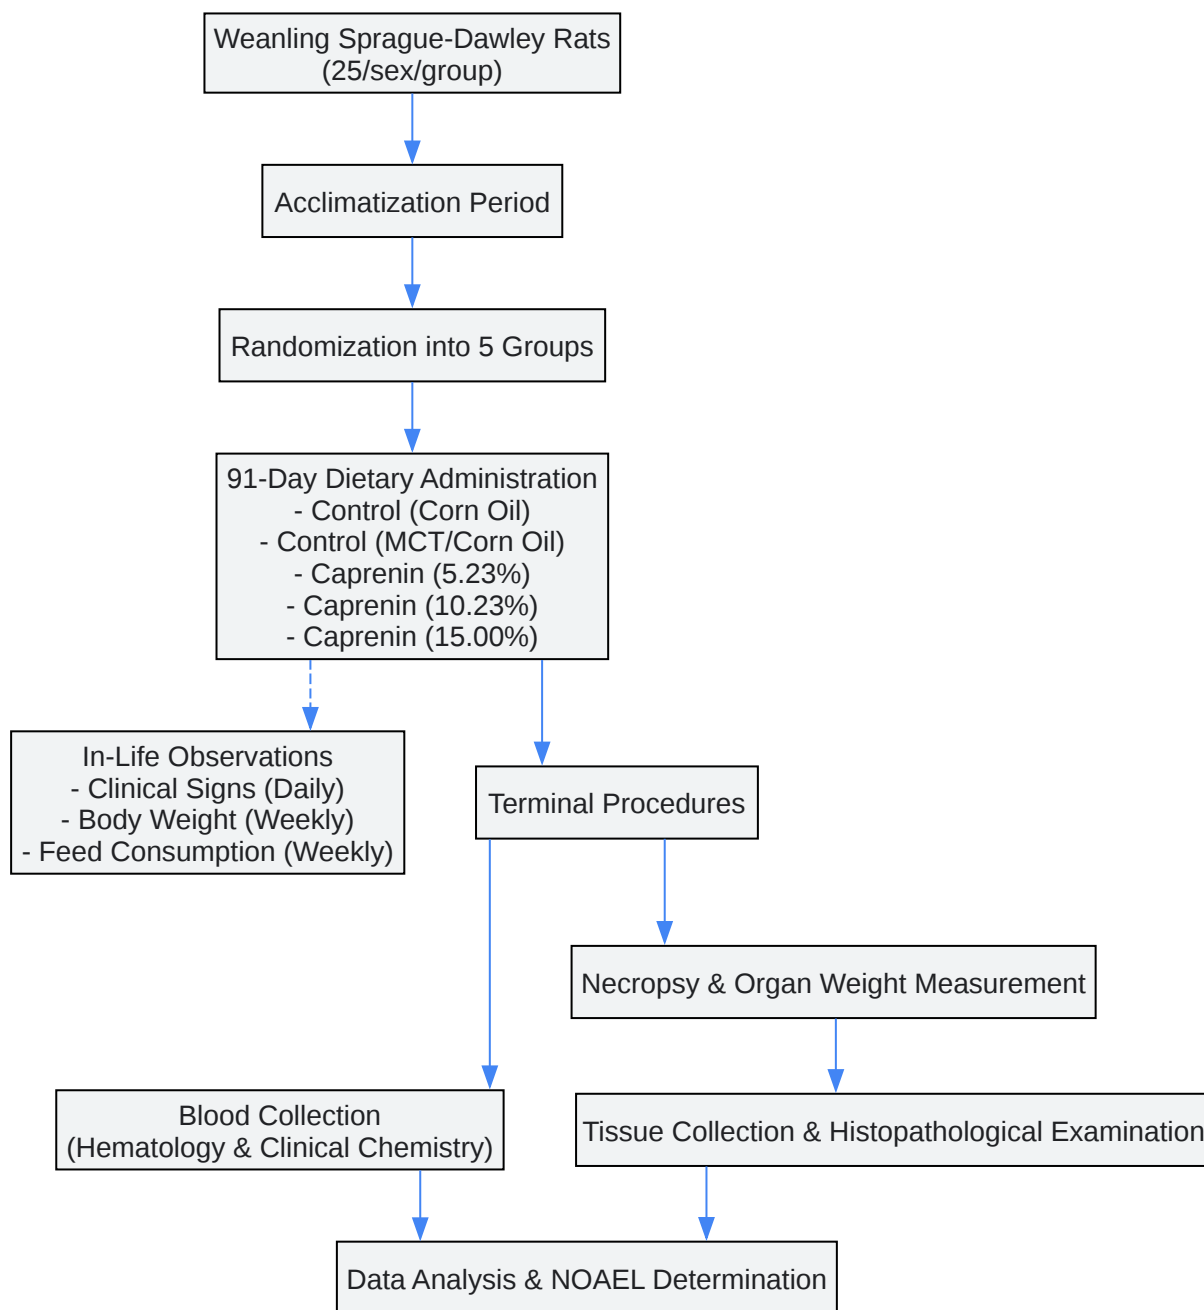 Weanling Sprague-Dawley Rats
(25/sex/group)
Acclimatization Period
Randomization into 5 Groups
91-Day Dietary Administration
- Control (Corn Oil)
- Control (MCT/Corn Oil)
- Caprenin (5.23%)
- Caprenin (10.23%)
- Caprenin (15.00%)
In-Life Observations
- Clinical Signs (Daily)
- Body Weight (Weekly)
- Feed Consumption (Weekly)
Terminal Procedures
Necropsy & Organ Weight Measurement
Blood Collection
(Hematology & Clinical Chemistry)
Tissue Collection & Histopathological Examination
Data Analysis & NOAEL Determination